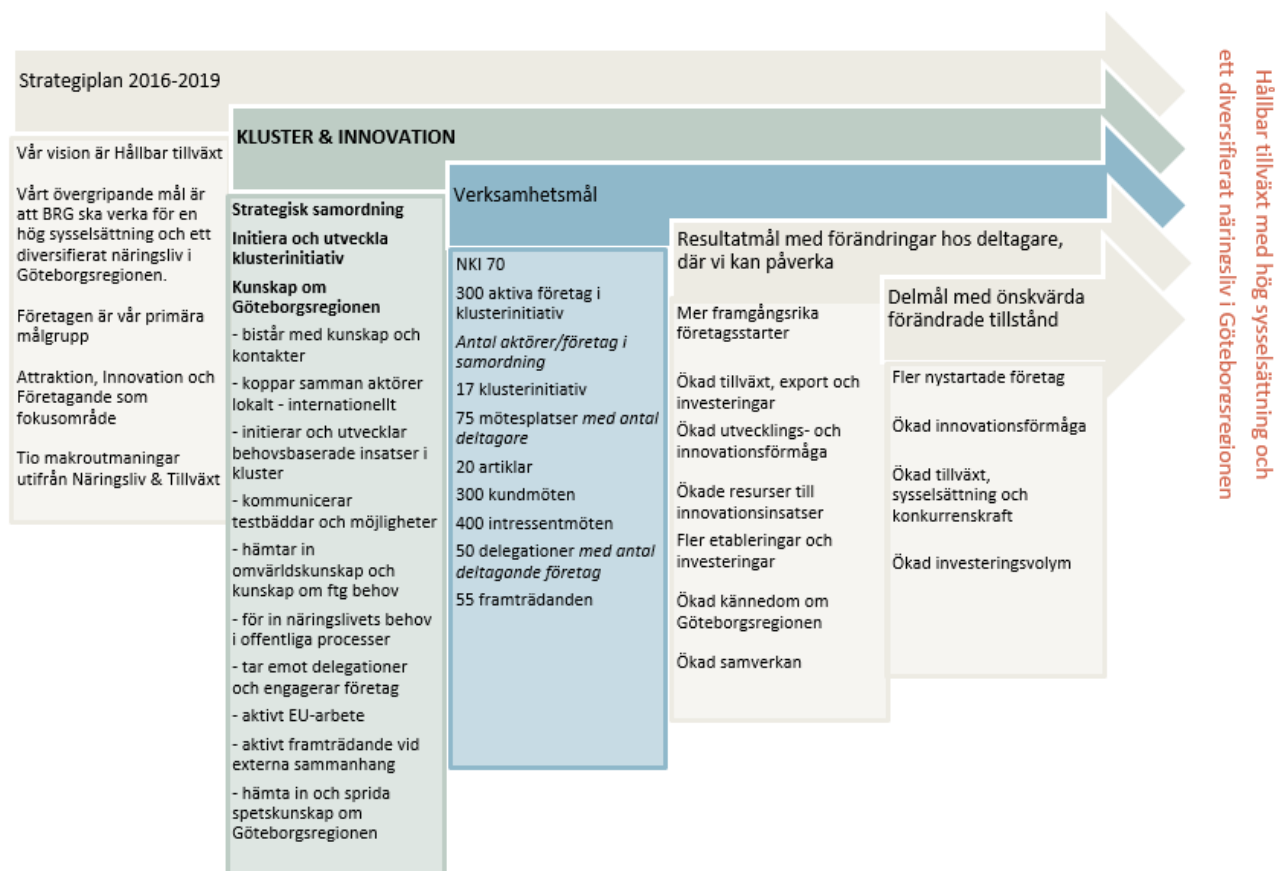 Strategiplan 2016-2019
Vår vision är Hållbar tillväxt
Vårt övergripande mål är
att BRG ska verka för en
hög sysselsättning och ett
diversifierat näringsliv i
Göteborgsregionen.
Företagen är vår primära
målgrupp
Attraktion, Innovation och
Företagande som
fokusområde
Tio makroutmaningar
utifrån Näringsliv & Tillväxt
KLUSTER & INNOVATION
Strategisk samordning
Initiera och utveckla
klusterinitiativ
Kunskap om
Göteborgsregionen
- bistår med kunskap och
kontakter
- koppar samman aktörer
lokalt - internationellt
- initierar och utvecklar
behovsbaserade insatser i
kluster
- kommunicerar
testbäddar och möjligheter
- hämtar in
omvärldskunskap och
kunskap om ftg behov
- för in näringslivets behov
i offentliga processer
- tar emot delegationer
och engagerar företag
- aktivt EU-arbete
- aktivt framträdande vid
externa sammanhang
- hämta in och sprida
spetskunskap om
Göteborgsregionen
Verksamhetsmål
NKI 70
300 aktiva företag i
klusterinitiativ
Antal aktörer/företag i
samordning
17 klusterinitiativ
75 mötesplatser med antal
deltagare
20 artiklar
300 kundmöten
400 intressentmöten
50 delegationer med antal
deltagande företag
55 framträdanden
Resultatmål med förändringar hos deltagare,
där vi kan påverka
Mer framgångsrika
företagsstarter
Ökad tillväxt, export och
investeringar
Ökad utvecklings- och
innovationsförmåga
Ökade resurser till
innovationsinsatser
Fler etableringar och
investeringar
Ökad kännedom om
Göteborgsregionen
Ökad samverkan
Delmål med önskvärda
förändrade tillstånd
Fler nystartade företag
Ökad innovationsförmåga
Ökad tillväxt,
sysselsättning och
konkurrenskraft
Ökad investeringsvolym
Hållbar tillväxt med hög sysselsättning och
ett diversifierat näringsliv i Göteborgsregionen